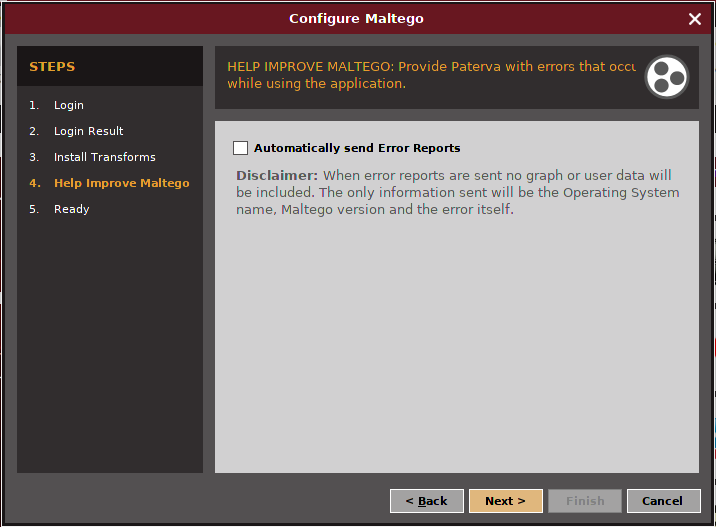 Configure Maltego
STEPS
1. Login
2. Login Result
3. Install Transforms
4. Help Improve Maltego
5. Ready
HELP IMPROVE MALTEGO: Provide Paterva with errors that occu
while using the application.
Automatically send Error Reports
Disclaimer: When error reports are sent no graph or user data will
be included. The only information sent will be the Operating System
name, Maltego version and the error itself.
< Back
Next >
Finish
Cancel